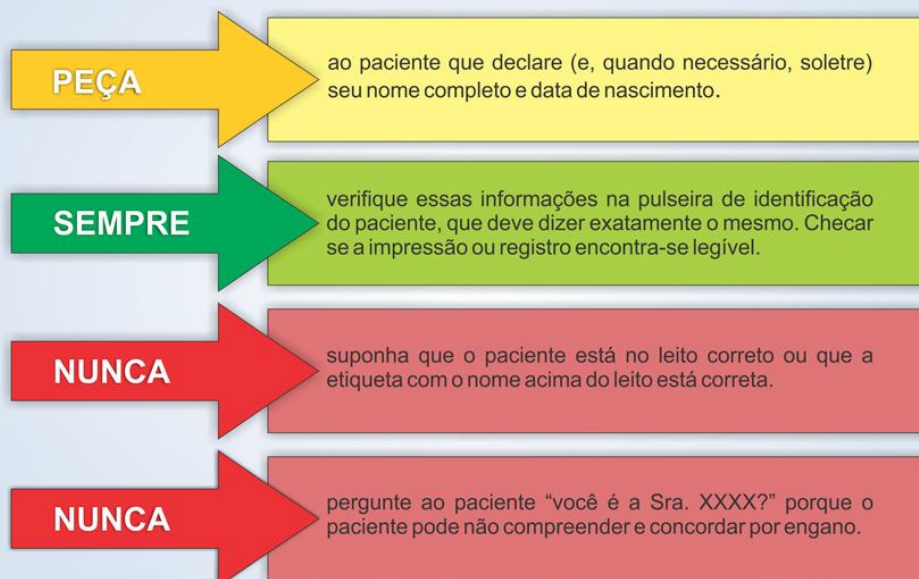 PEÇA
ao paciente que declare (e, quando necessário, soletre)
seu nome completo e data de nascimento.
SEMPRE
verifique essas informações na pulseira de identificação
do paciente, que deve dizer exatamente o mesmo. Checar
se a impressão ou registro encontra-se legível.
NUNCA
suponha que o paciente está no leito correto ou que a
etiqueta com o nome acima do leito está correta.
NUNCA
pergunte ao paciente “você é a Sra. XXXX?” porque o
paciente pode não compreender e concordar por engano.